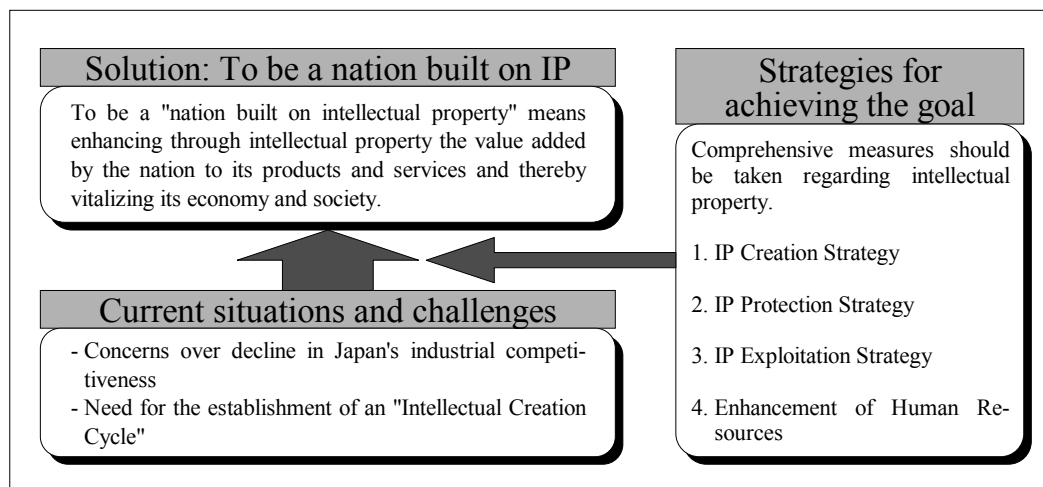 Solution: To be a nation built on IP
To be a "nation built on intellectual property" means
enhancing through intellectual property the value added
by the nation to its products and services and thereby
vitalizing its economy and society.
Current situations and challenges
- Concerns over decline in Japan's industrial competi-
tiveness
- Need for the establishment of an "Intellectual Creation
Cycle"
Strategies for
achieving the goal
Comprehensive measures should
be taken regarding intellectual
property.
1. IP Creation Strategy
2. IP Protection Strategy
3. IP Exploitation Strategy
4. Enhancement of Human Re-
sources